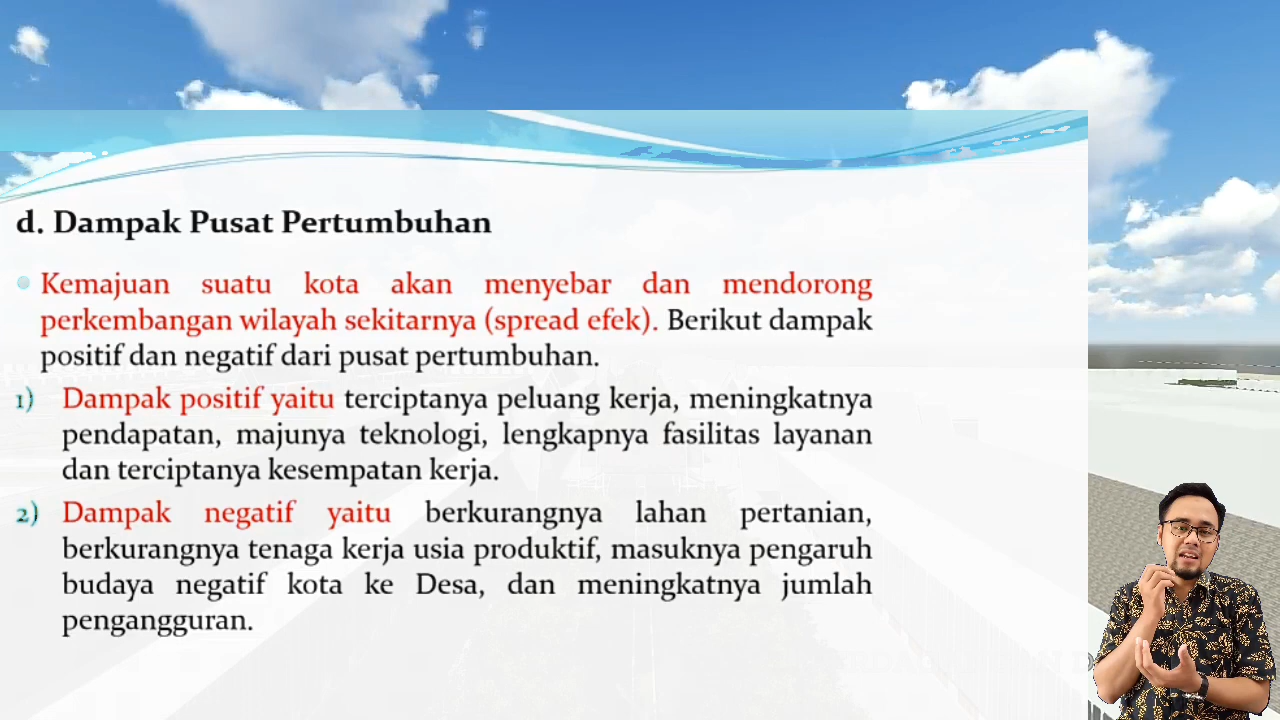 d. Dampak Pusat Pertumbuhan
Kemajuan suatu kota akan menyebar dan mendorong
perkembangan wilayah sekitarnya (spread efek). Berikut dampak
positif dan negatif dari pusat pertumbuhan.
1) Dampak positif yaitu terciptanya peluang kerja, meningkatnya
pendapatan, majunya teknologi, lengkapnya fasilitas layanan
dan terciptanya kesempatan kerja.
2) Dampak negatif yaitu berkurangnya lahan pertanian,
berkurangnya tenaga kerja usia produktif, masuknya pengaruh
budaya negatif kota ke Desa, dan meningkatnya jumlah
pengangguran.